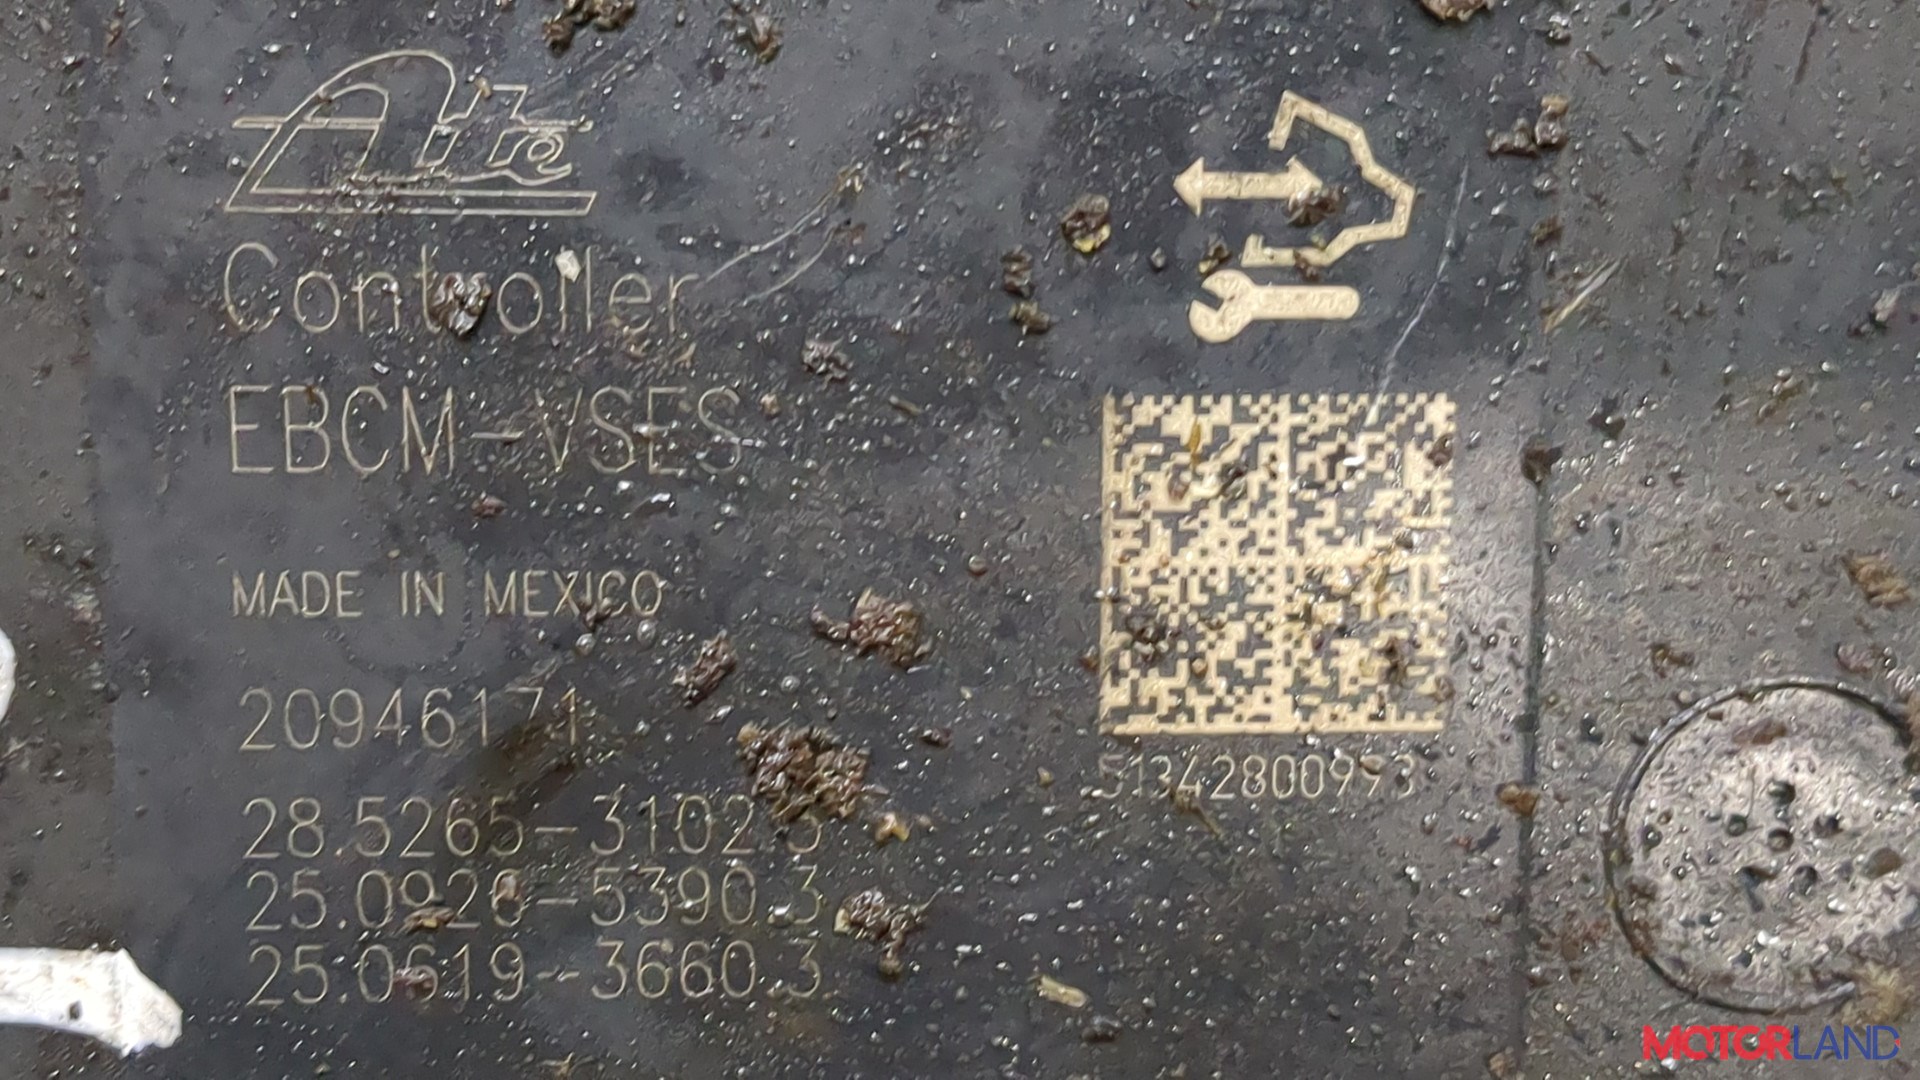 Ate
Controller
EBCM-VSES
MADE IN MEXICO
20946171
28.5265-3102.3
25.0926-5390.3
25.0619-3660.3
51342800993
MOTORLAND